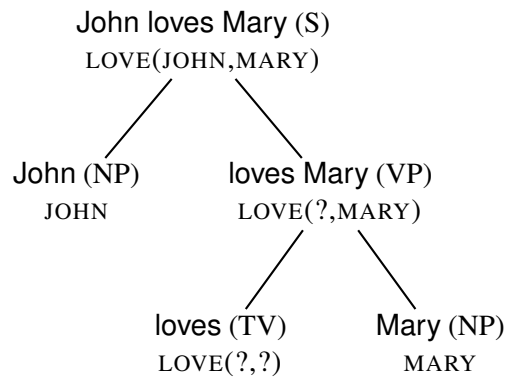 John loves Mary (S)
LOVE(JOHN,MARY)
John (NP)
JOHN
loves Mary (VP)
LOVE(?,MARY)
loves (TV)
LOVE(?,?)
Mary (NP)
MARY